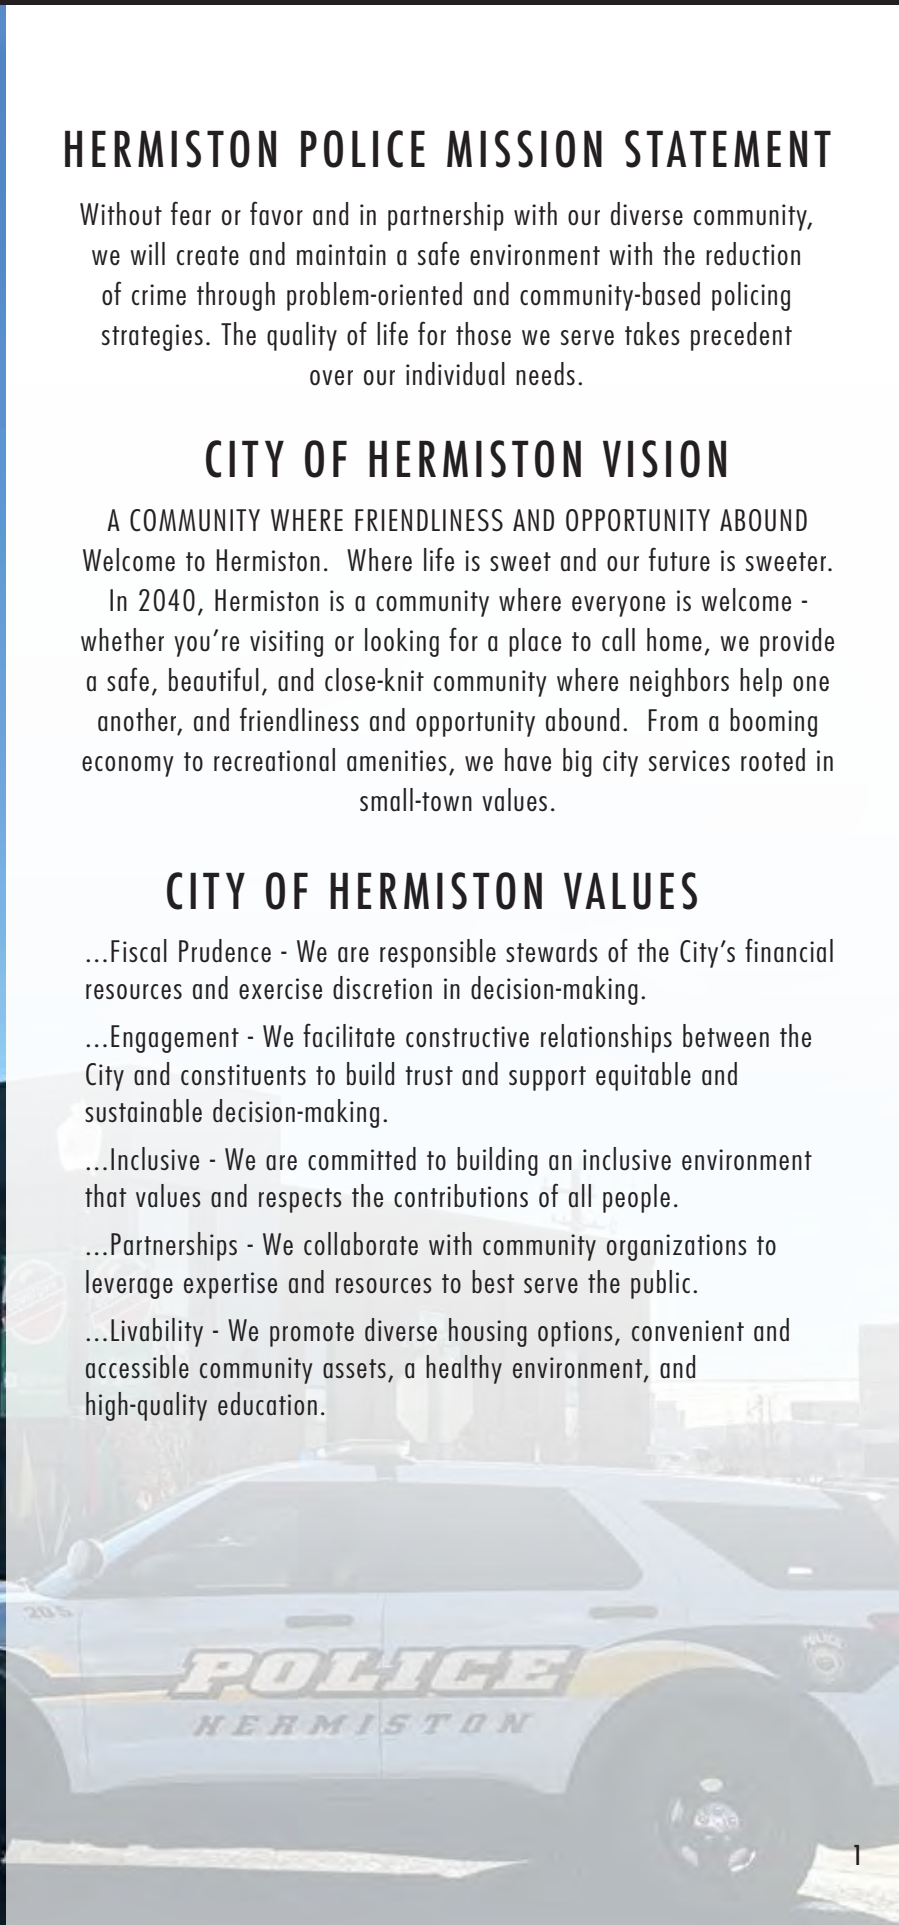 HERMISTON POLICE MISSION STATEMENT
Without fear or favor and in partnership with our diverse community,
we will create and maintain a safe environment with the reduction
of crime through problem-oriented and community-based policing
strategies. The quality of life for those we serve takes precedent
over our individual needs.
CITY OF HERMISTON VISION
A COMMUNITY WHERE FRIENDLINESS AND OPPORTUNITY ABOUND
Welcome to Hermiston.  Where life is sweet and our future is sweeter.
In 2040, Hermiston is a community where everyone is welcome -
whether you’re visiting or looking for a place to call home, we provide
a safe, beautiful, and close-knit community where neighbors help one
another, and friendliness and opportunity abound.  From a booming
economy to recreational amenities, we have big city services rooted in
small-town values.
CITY OF HERMISTON VALUES
...Fiscal Prudence - We are responsible stewards of the City’s financial
resources and exercise discretion in decision-making.
...Engagement - We facilitate constructive relationships between the
City and constituents to build trust and support equitable and
sustainable decision-making.
...Inclusive - We are committed to building an inclusive environment
that values and respects the contributions of all people.
...Partnerships - We collaborate with community organizations to
leverage expertise and resources to best serve the public.
...Livability - We promote diverse housing options, convenient and
accessible community assets, a healthy environment, and
high-quality education.
205
POLICE
POLICE
HERMISTON
1